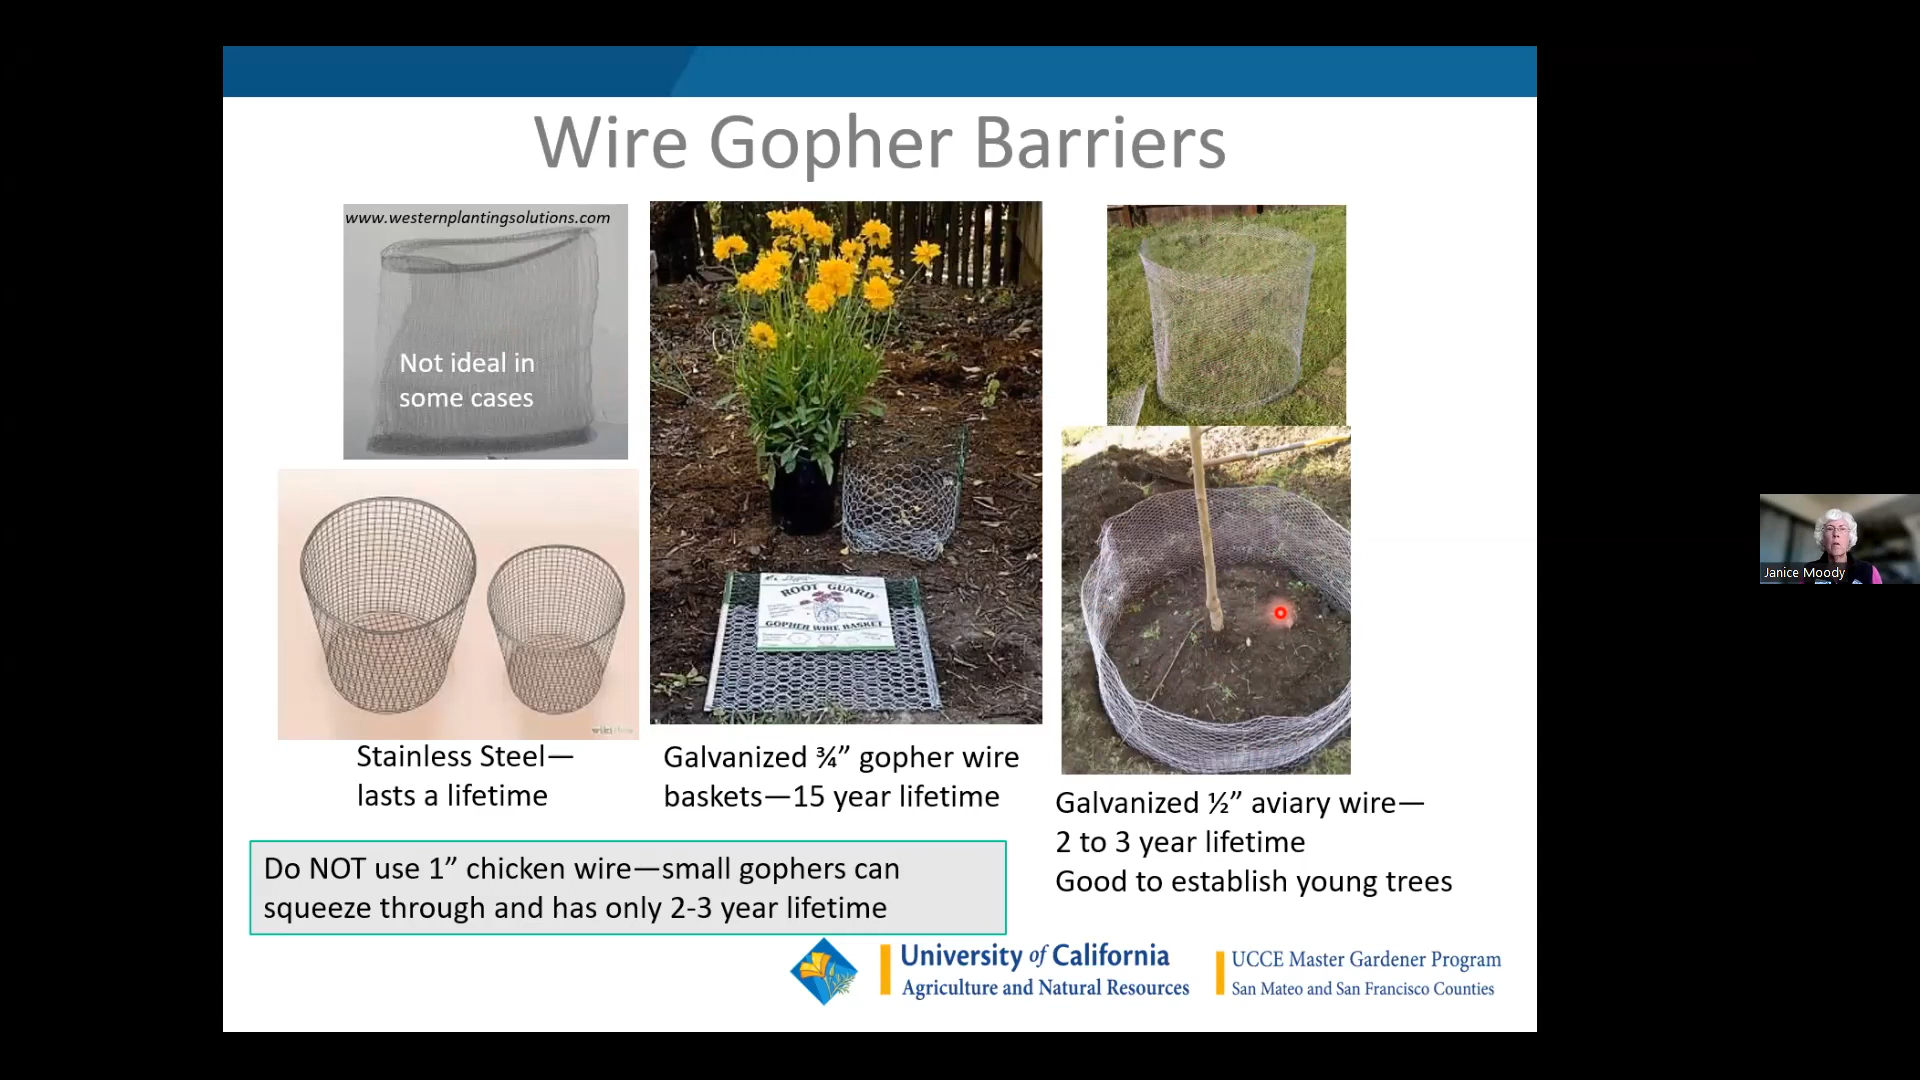 Wire Gopher Barriers
www.westernplantingsolutions.com
Not ideal in
some cases
ROOT GUARD
GOPHER WIRE BASKET
Stainless Steel—
lasts a lifetime
Galvanized ¾” gopher wire
baskets—15 year lifetime
Galvanized ½” aviary wire—
2 to 3 year lifetime
Good to establish young trees
Do NOT use 1” chicken wire—small gophers can
squeeze through and has only 2-3 year lifetime
University of California
Agriculture and Natural Resources
UCCE Master Gardener Program
San Mateo and San Francisco Counties
Janice Moody